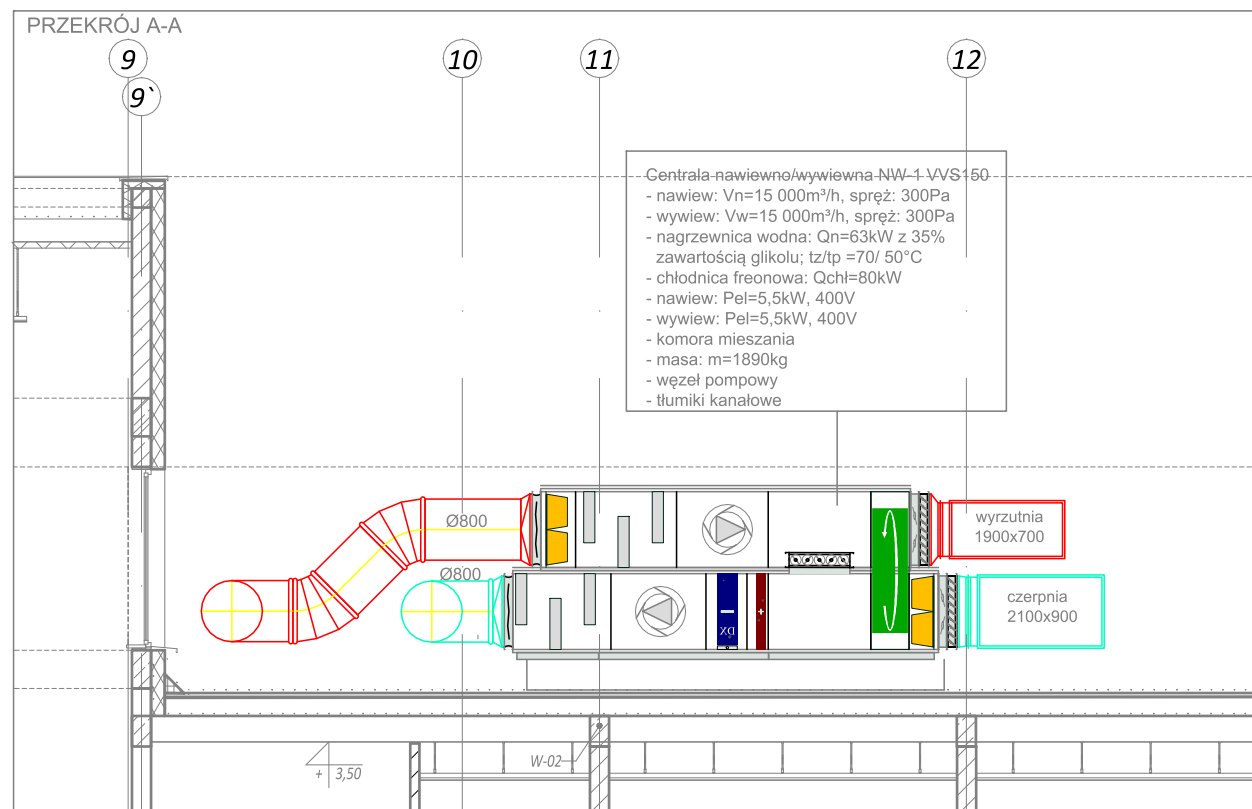 PRZEKRÓJ A-A
9
10
11
12
9`
Centrala nawiewno/wywiewna NW-1 VVS150
- nawiew: Vn=15 000m³/h, spręż: 300Pa
- wywiew: Vw=15 000m³/h, spręż: 300Pa
- nagrzewnica wodna: Qn=63kW z 35%
zawartością glikolu; tz/tp =70/ 50°C
- chłodnica freonowa: Qchł=80kW
- nawiew: Pel=5,5kW, 400V
- wywiew: Pel=5,5kW, 400V
- komora mieszania
- masa: m=1890kg
- węzeł pompowy
- tłumiki kanałowe
Ø800
wyrzutnia
1900x700
Ø800
czerpnia
2100x900
DX
W-02
+ 3,50